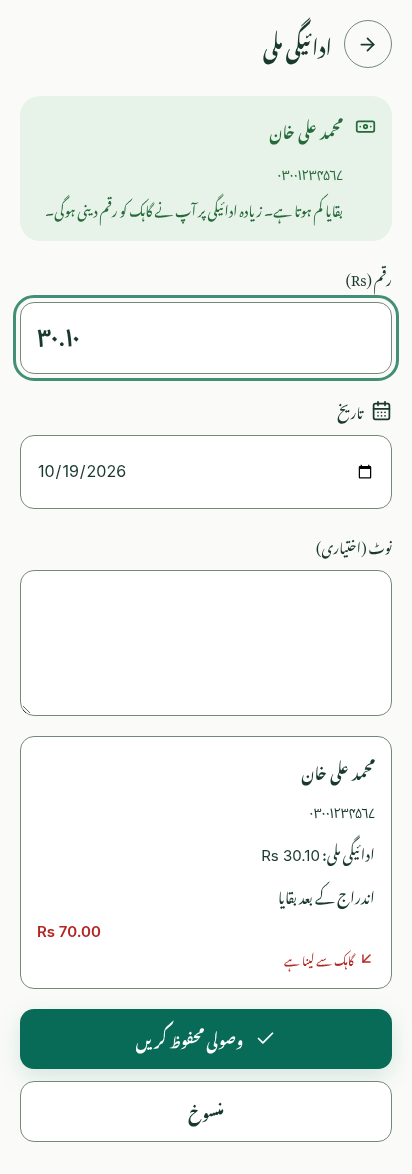 ادائیگی ملی
محمد علی خان
۰۳۰۰۱۲۳۴۵۶۷
بقایا کم ہوتا ہے۔ زیادہ ادائیگی پر آپ نے گاہک کو رقم دینی ہوگی۔
رقم (Rs)
۳۰.۱۰
تاریخ
10/19/2026
نوٹ (اختیاری)
محمد علی خان
۰۳۰۰۱۲۳۴۵۶۷
ادائیگی ملی: Rs 30.10
اندراج کے بعد بقایا
Rs 70.00
گاہک سے لینا ہے
وصولی محفوظ کریں
منسوخ